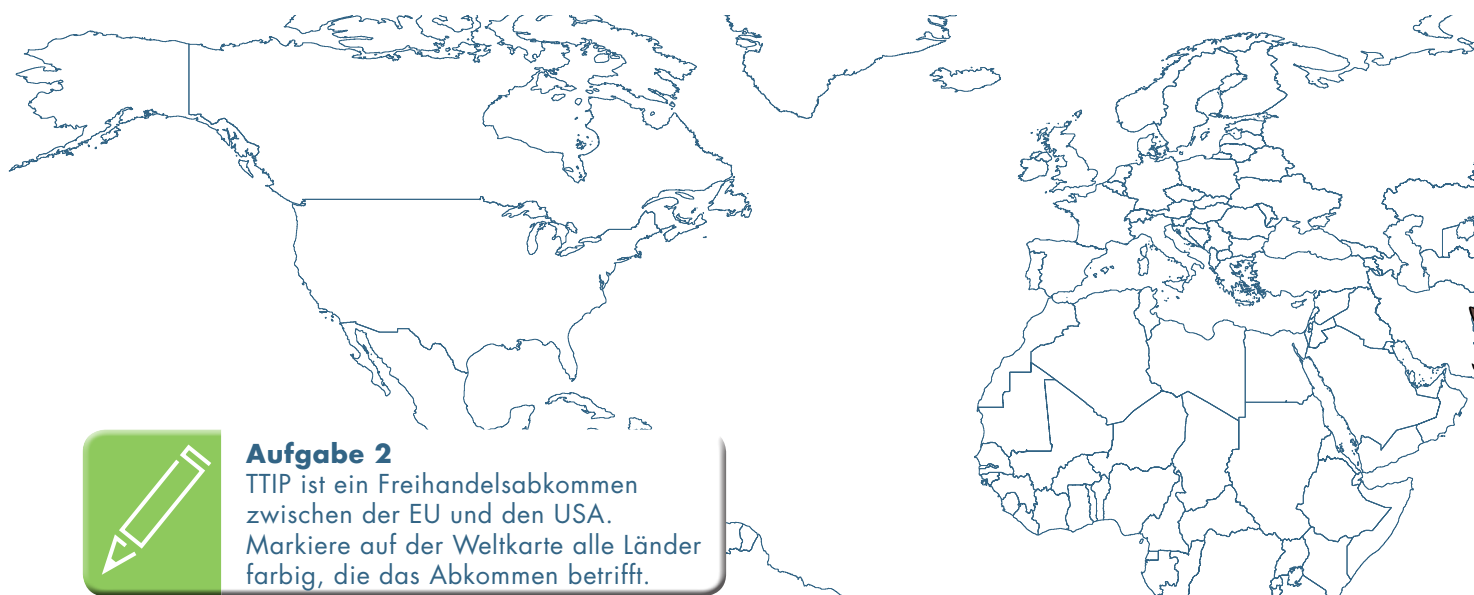 Aufgabe 2
TTIP ist ein Freihandelsabkommen
zwischen der EU und den USA.
Markiere auf der Weltkarte alle Länder
farbig, die das Abkommen betrifft.